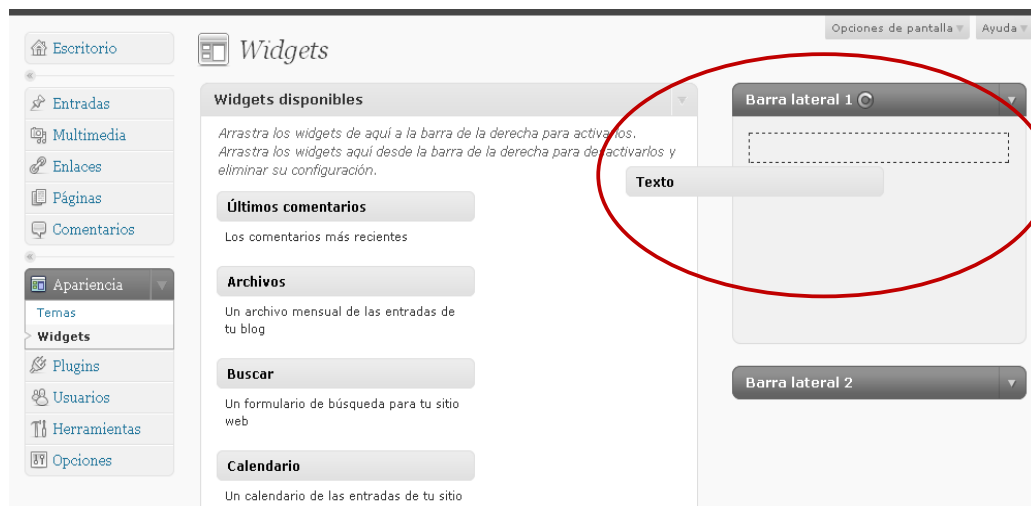 Opciones de pantalla
Ayuda
Escritorio
Entradas
Multimedia
Enlaces
Páginas
Comentarios
Apariencia
Temas
Widgets
Plugins
Usuarios
Herramientas
Opciones
Widgets
Widgets disponibles
Arrastra los widgets de aquí a la barra de la derecha para activarlos.
Arrastra los widgets aquí desde la barra de la derecha para desactivarlos y
eliminar su configuración.
Texto
Últimos comentarios
Los comentarios más recientes
Archivos
Un archivo mensual de las entradas de
tu blog
Buscar
Un formulario de búsqueda para tu sitio
web
Calendario
Un calendario de las entradas de tu sitio
Barra lateral 1
Barra lateral 2